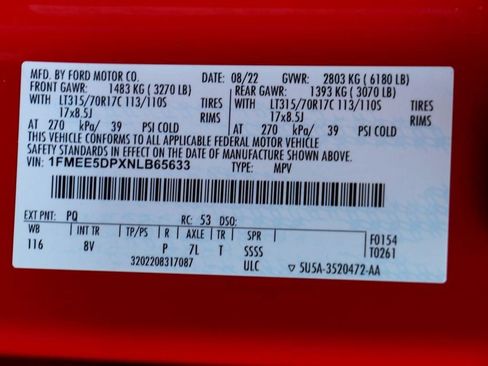 MFD. BY FORD MOTOR CO. DATE: 08/22 GVWR: 2803 KG (6180 LB)
FRONT GAWR: 1483 KG (3270 LB) REAR GAWR: 1393 KG (3070 LB)
WITH LT315/70R17C 113/110S TIRES WITH LT315/70R17C 113/110S TIRES
17x8.5J RIMS 17x8.5J RIMS
AT 270 kPa/ 39 PSI COLD AT 270 kPa/ 39 PSI COLD
THIS VEHICLE CONFORMS TO ALL APPLICABLE FEDERAL MOTOR VEHICLE
SAFETY STANDARDS IN EFFECT ON THE DATE OF MANUFACTURE SHOWN ABOVE.
VIN: 1FMEE5DPXNLB65633 TYPE: MPV
EXT PNT: PQ RC: 53 DSO:
WB INT TR TP/PS R AXLE TR SPR F0154
116 8V P 7L T SSSS T0261
3202208317087 ULC 5U5A-3520472-AA